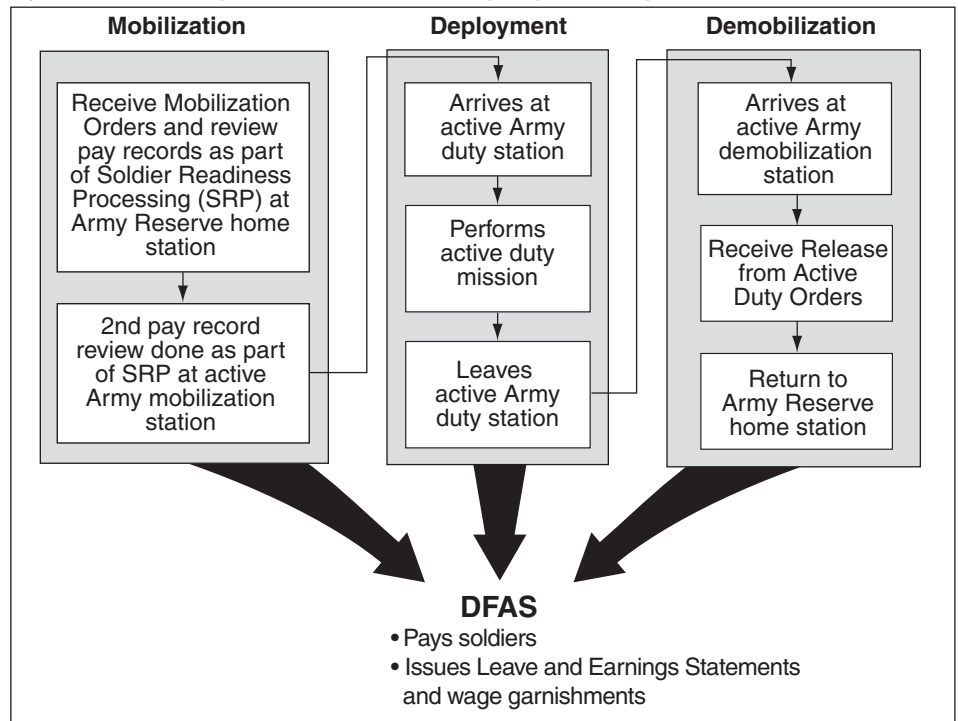 Mobilization
Receive Mobilization
Orders and review
pay records as part
of Soldier Readiness
Processing (SRP) at
Army Reserve home
station
2nd pay record
review done as part
of SRP at active
Army mobilization
station
Deployment
Arrives at
active Army
duty station
Performs
active duty
mission
Leaves
active Army
duty station
Demobilization
Arrives at
active Army
demobilization
station
Receive Release
from Active
Duty Orders
Return to
Army Reserve
home station
DFAS
• Pays soldiers
• Issues Leave and Earnings Statements
and wage garnishments